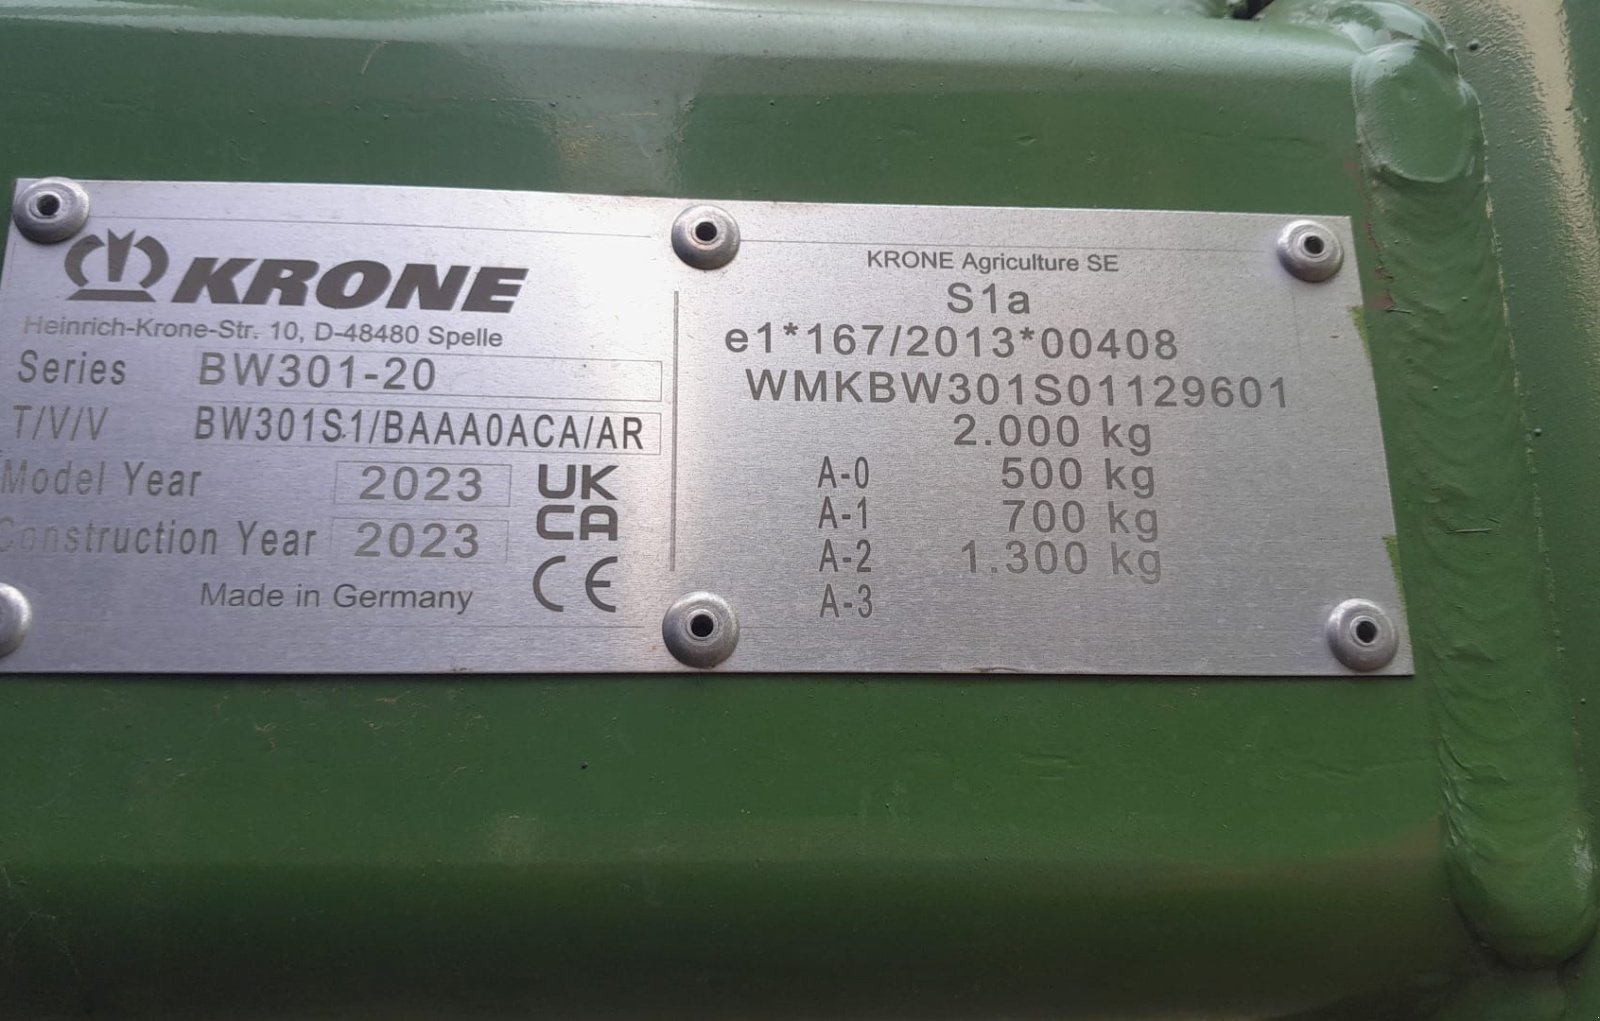 KRONE
Heinrich-Krone-Str. 10, D-48480 Spelle
Series BW301-20
T/V/V BW301S1/BAAA0ACA/AR
Model Year 2023
Construction Year 2023
UK
CA
Made in Germany CE
KRONE Agriculture SE
S1a
e1*167/2013*00408
WMKBW301S01129601
2.000 kg
A-0 500 kg
A-1 700 kg
A-2 1.300 kg
A-3